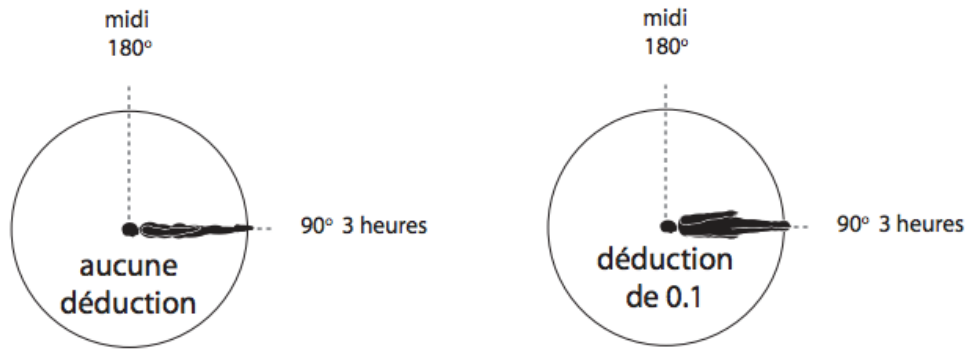 midi
180°
90° 3 heures
aucune
déduction
midi
180°
90° 3 heures
déduction
de 0.1